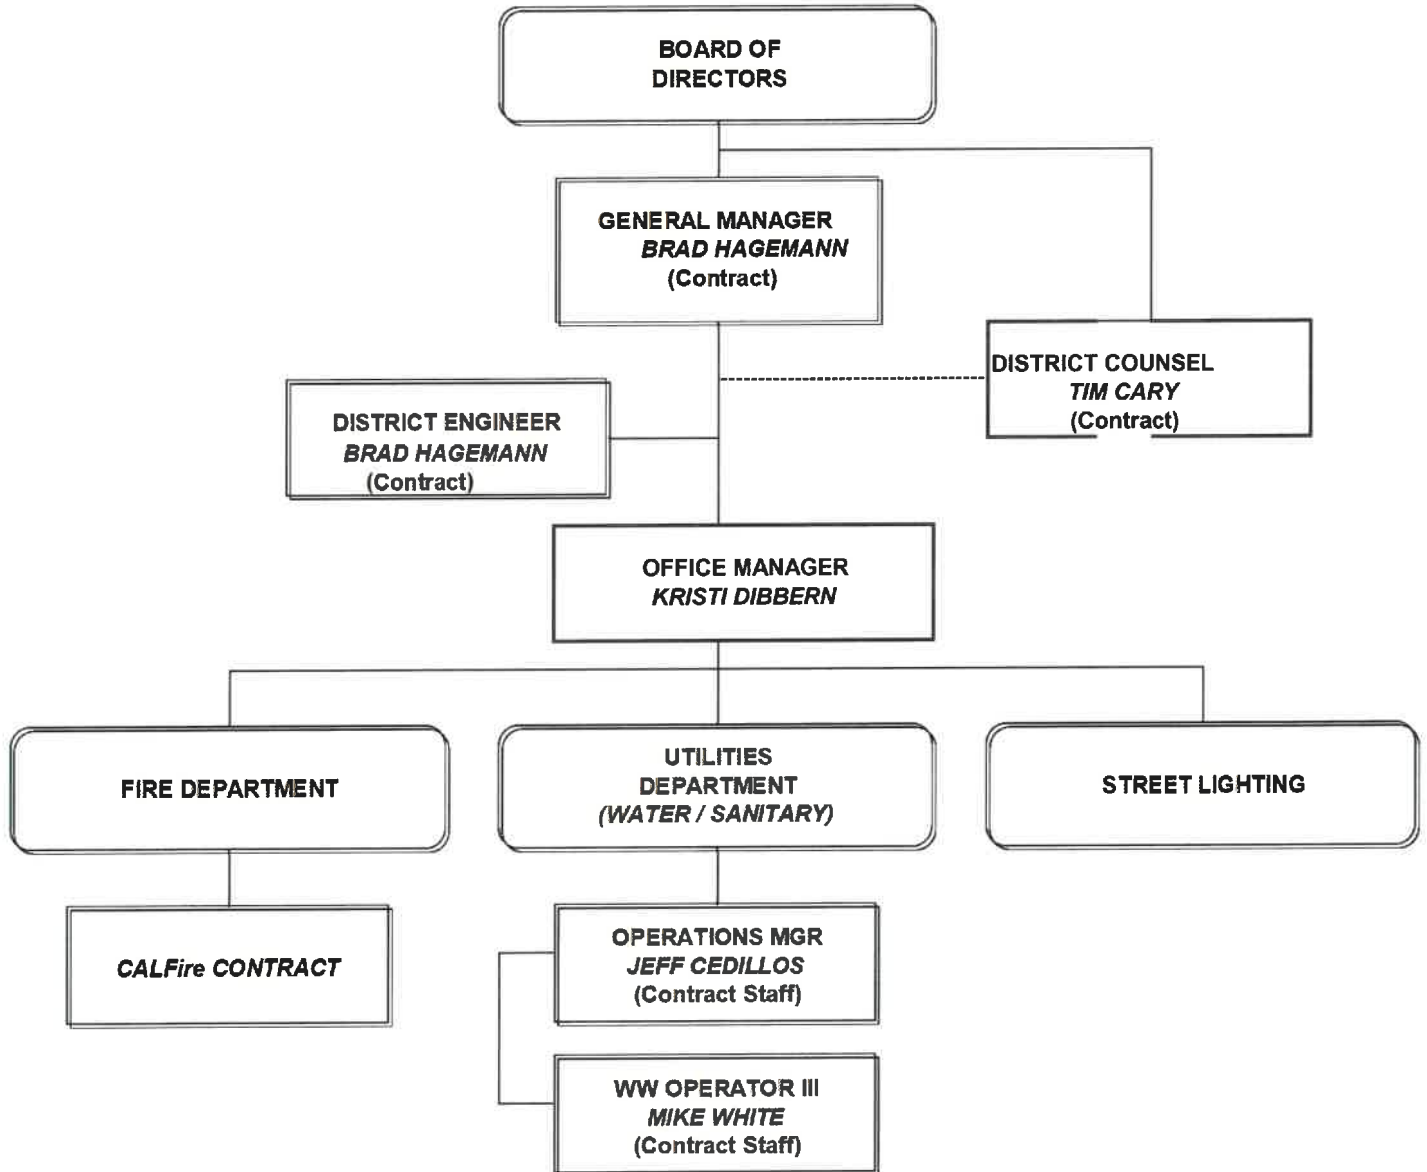 BOARD OF
DIRECTORS
GENERAL MANAGER
BRAD HAGEMANN
(Contract)
DISTRICT COUNSEL
TIM CARY
(Contract)
DISTRICT ENGINEER
BRAD HAGEMANN
(Contract)
OFFICE MANAGER
KRISTI DIBBERN
FIRE DEPARTMENT
UTILITIES
DEPARTMENT
(WATER / SANITARY)
STREET LIGHTING
CALFire CONTRACT
OPERATIONS MGR
JEFF CEDILLOS
(Contract Staff)
WW OPERATOR III
MIKE WHITE
(Contract Staff)